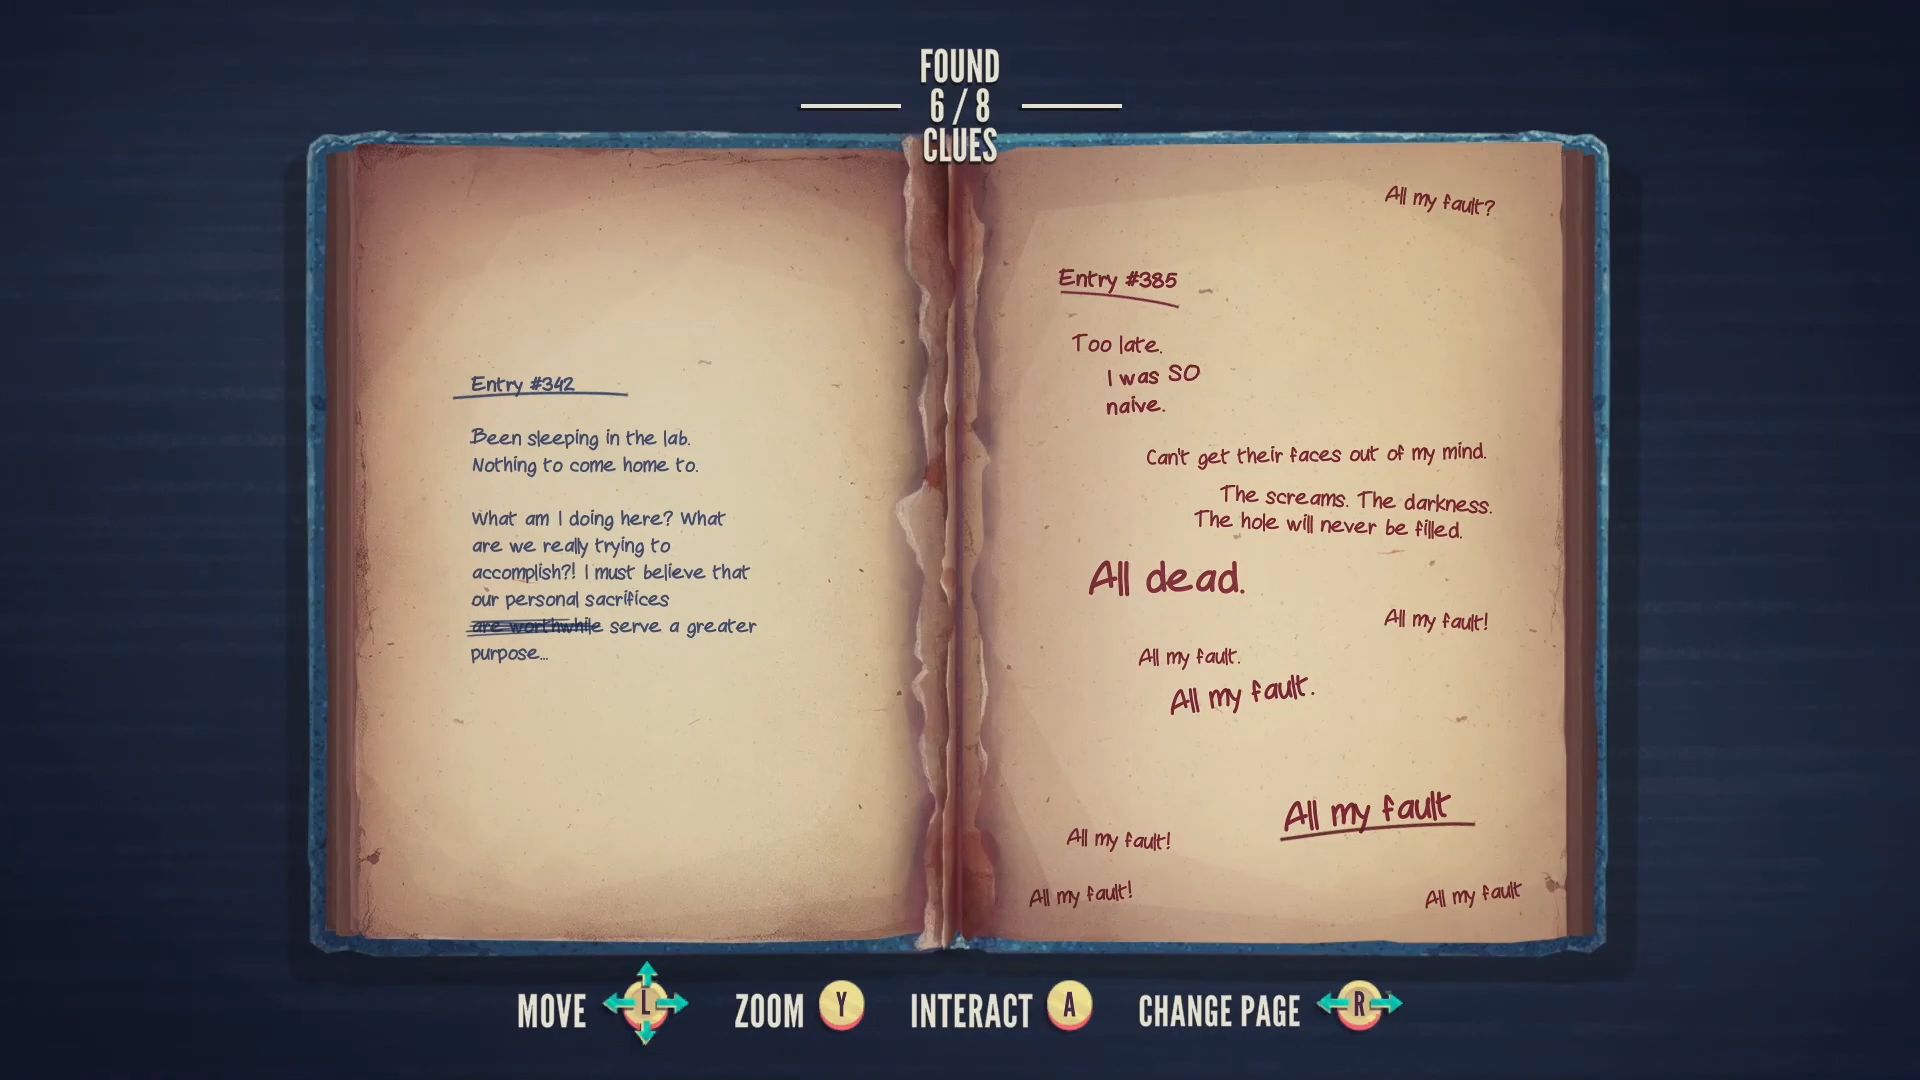 FOUND
6 / 8
CLUES
Entry #342
Been sleeping in the lab.
Nothing to come home to.
What am I doing here? What
are we really trying to
accomplish?! I must believe that
our personal sacrifices
are worthwhile serve a greater
purpose...
All my fault?
Entry #385
Too late.
I was SO
naive.
Can't get their faces out of my mind.
The screams. The darkness.
The hole will never be filled.
All dead.
All my fault!
All my fault.
All my fault.
All my fault
All my fault!
All my fault!
All my fault
MOVE L
ZOOM Y
INTERACT A
CHANGE PAGE R